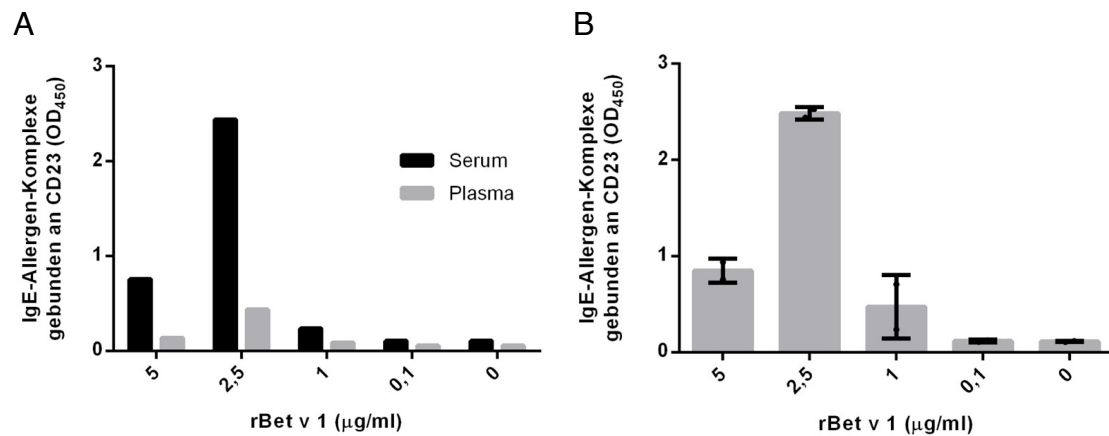 A
IgE-Allergen-Komplexe
gebunden an CD23 (OD450)
3
2
1
0
Serum
Plasma
5
2,5
1
0,1
0
rBet v 1 (µg/ml)
B
IgE-Allergen-Komplexe
gebunden an CD23 (OD450)
3
2
1
0
5
2,5
1
0,1
0
rBet v 1 (µg/ml)